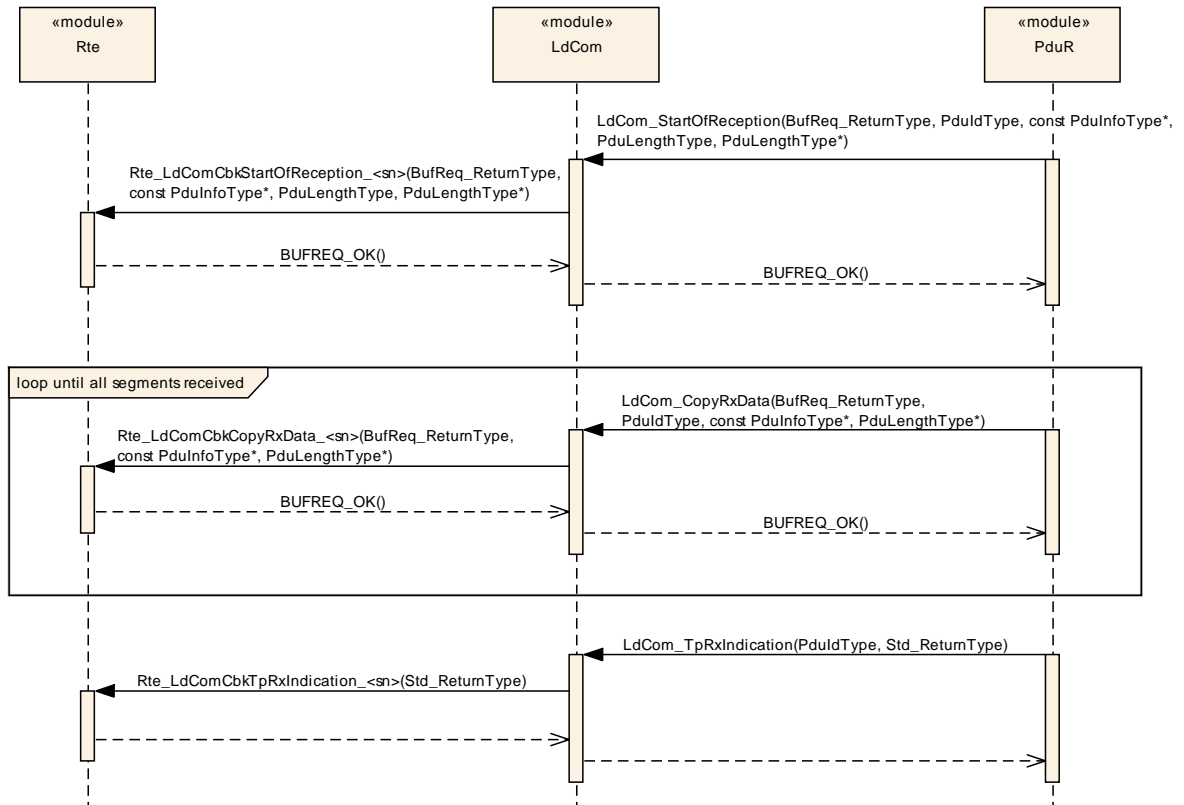 «module»
Rte
«module»
LdCom
«module»
PduR
LdCom_StartOfReception(BufReq_ReturnType, PduIdType, const PduInfoType*,
PduLengthType, PduLengthType*)
Rte_LdComCbkStartOfReception_<sn>(BufReq_ReturnType,
const PduInfoType*, PduLengthType, PduLengthType*)
BUFREQ_OK()
BUFREQ_OK()
loop until all segments received
LdCom_CopyRxData(BufReq_ReturnType,
PduIdType, const PduInfoType*, PduLengthType*)
Rte_LdComCbkCopyRxData_<sn>(BufReq_ReturnType,
const PduInfoType*, PduLengthType*)
BUFREQ_OK()
BUFREQ_OK()
LdCom_TpRxIndication(PduIdType, Std_ReturnType)
Rte_LdComCbkTpRxIndication_<sn>(Std_ReturnType)